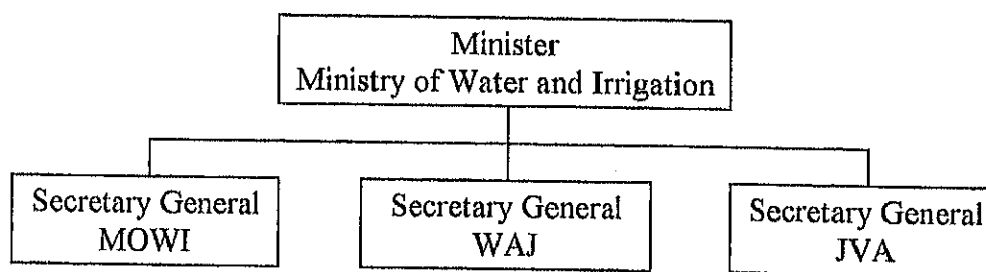 Minister
Ministry of Water and Irrigation
Secretary General
MOWI
Secretary General
WAJ
Secretary General
JVA